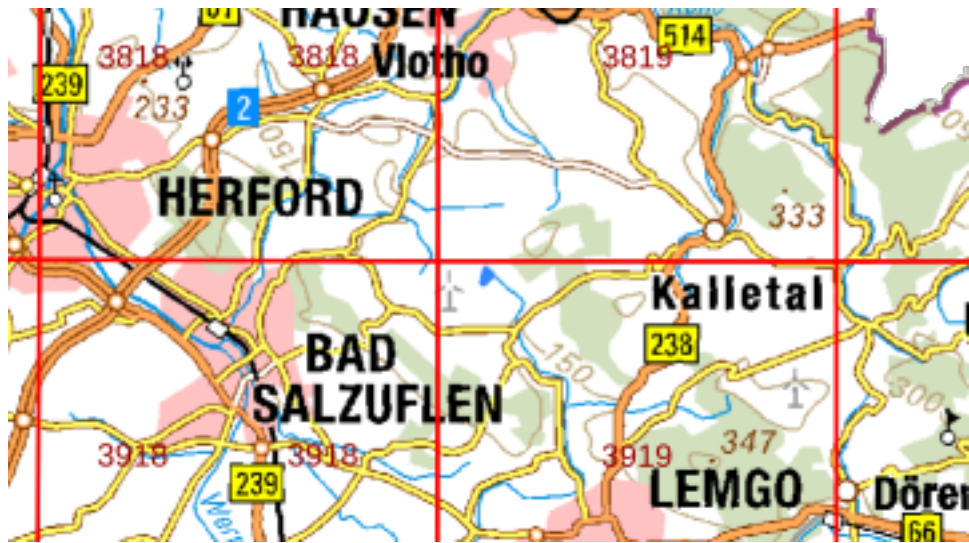 61
HAUSEN
514
3818
3818
Vlotho
3819
239
233
2
150
HERFORD
333
Kalletal
238
BAD
150
SALZUFLEN
300
3918
3918
3919
347
239
LEMGO
Dören
66